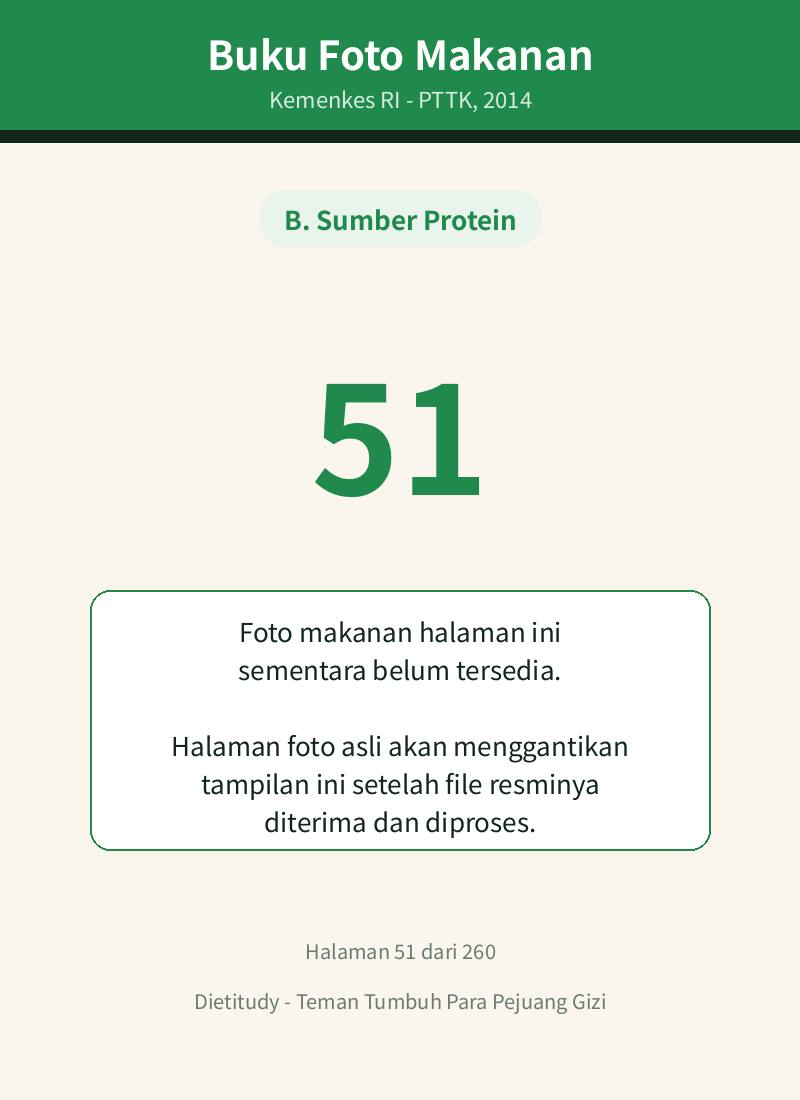 Buku Foto Makanan
Kemenkes RI - PTTK, 2014
B. Sumber Protein
51
Foto makanan halaman ini
sementara belum tersedia.
Halaman foto asli akan menggantikan
tampilan ini setelah file resminya
diterima dan diproses.
Halaman 51 dari 260
Dietitudy - Teman Tumbuh Para Pejuang Gizi